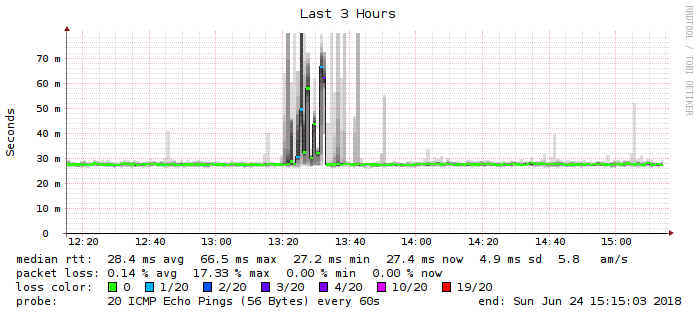 Last 3 Hours
RRDTOOL / TOBI OETIKER
Seconds
70 m
60 m
50 m
40 m
30 m
20 m
10 m
0
12:20 12:40 13:00 13:20 13:40 14:00 14:20 14:40 15:00
median rtt: 28.4 ms avg 66.5 ms max 27.2 ms min 27.4 ms now 4.9 ms sd 5.8 am/s
packet loss: 0.14 % avg 17.33 % max 0.00 % min 0.00 % now
loss color: 0 1/20 2/20 3/20 4/20 10/20 19/20
probe: 20 ICMP Echo Pings (56 Bytes) every 60s end: Sun Jun 24 15:15:03 2018